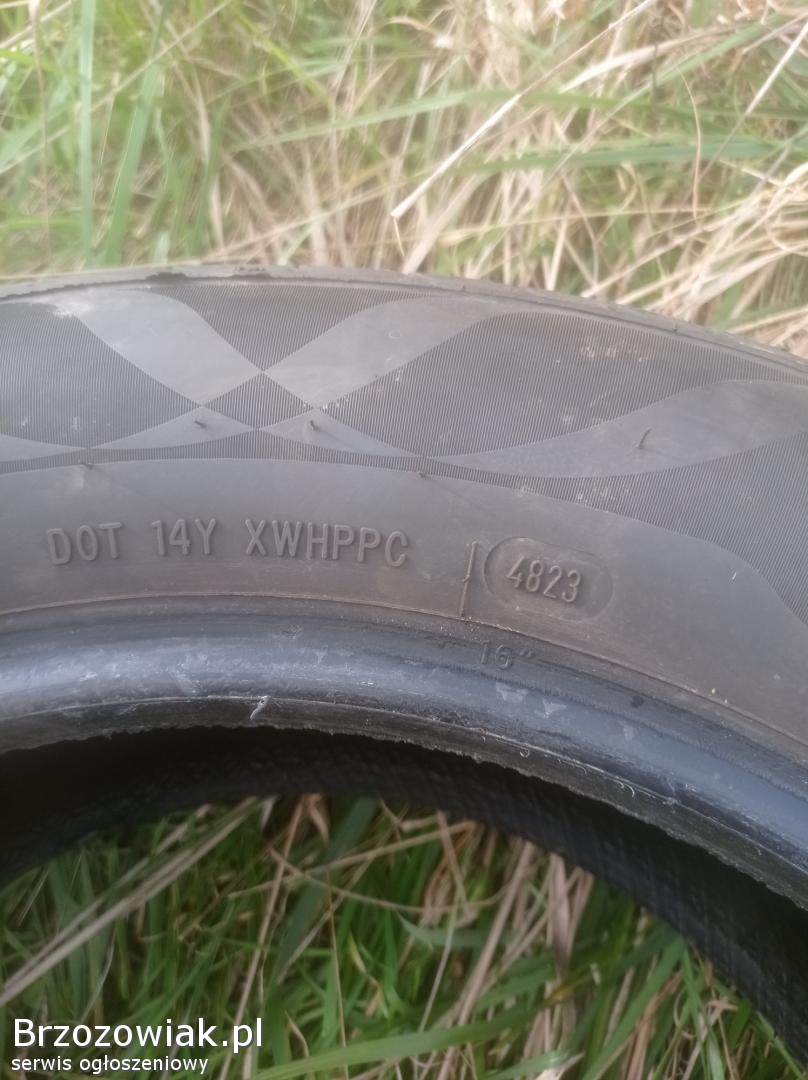 DOT 14Y XWHPPC 4823
16"
Brzozowiak.pl
serwis ogłoszeniowy